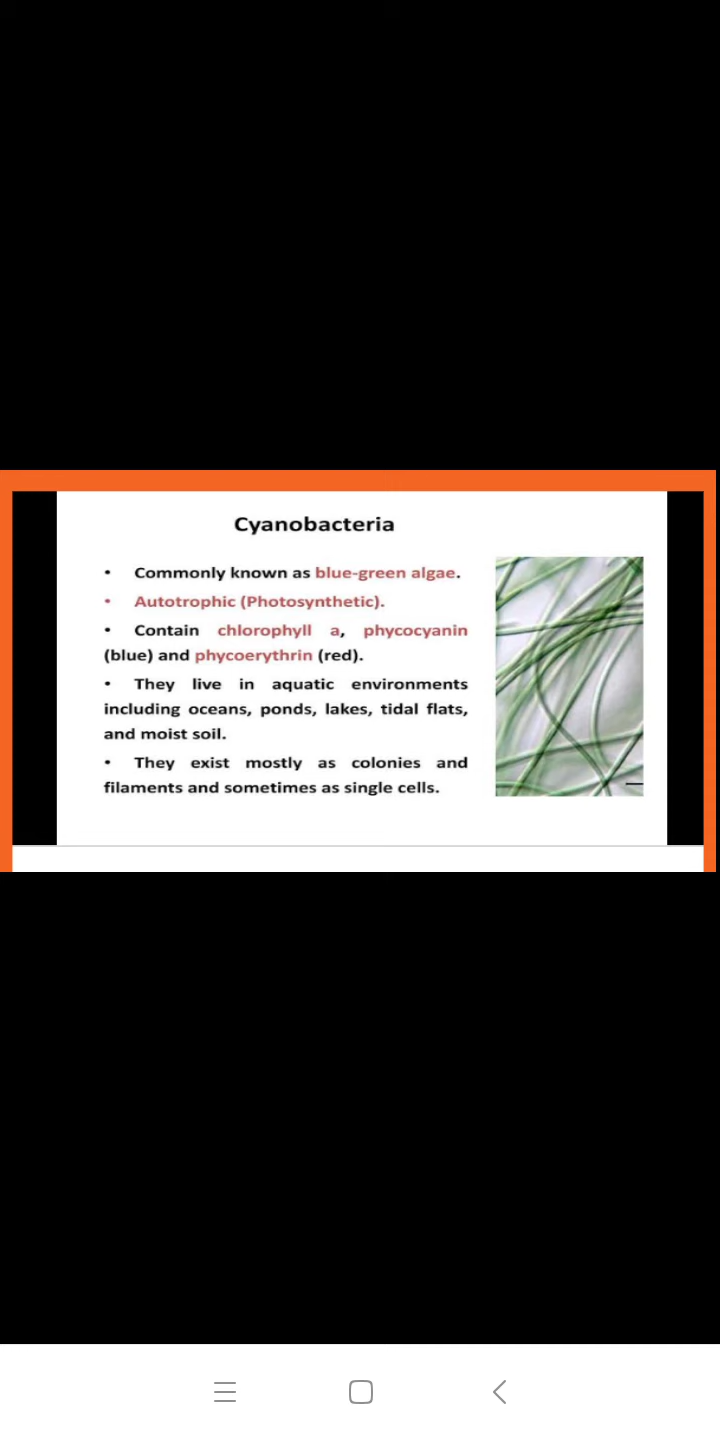 Cyanobacteria
• Commonly known as blue-green algae.
• Autotrophic (Photosynthetic).
• Contain chlorophyll a, phycocyanin
(blue) and phycoerythrin (red).
• They live in aquatic environments
including oceans, ponds, lakes, tidal flats,
and moist soil.
• They exist mostly as colonies and
filaments and sometimes as single cells.